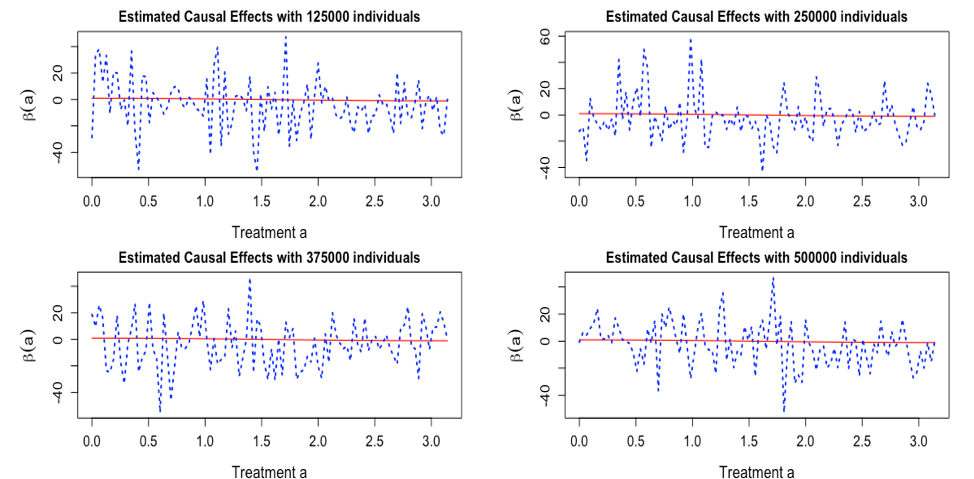 Estimated Causal Effects with 125000 individuals
β(a)
20
0
-40
0.0 0.5 1.0 1.5 2.0 2.5 3.0
Treatment a
Estimated Causal Effects with 250000 individuals
β(a)
60
20
0
-40
0.0 0.5 1.0 1.5 2.0 2.5 3.0
Treatment a
Estimated Causal Effects with 375000 individuals
β(a)
20
0
-40
0.0 0.5 1.0 1.5 2.0 2.5 3.0
Treatment a
Estimated Causal Effects with 500000 individuals
β(a)
20
0
-40
0.0 0.5 1.0 1.5 2.0 2.5 3.0
Treatment a